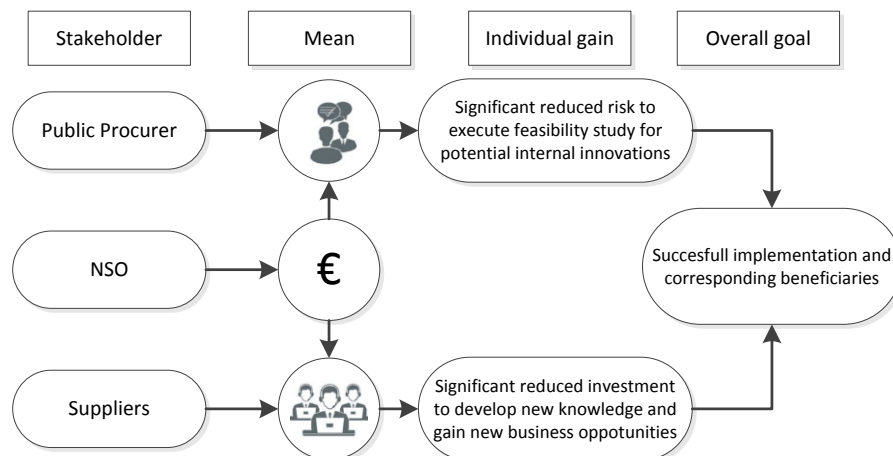 Stakeholder
Mean
Individual gain
Overall goal
Public Procurer
Significant reduced risk to
execute feasibility study for
potential internal innovations
NSO
€
Succesfull implementation and
corresponding beneficiaries
Suppliers
Significant reduced investment
to develop new knowledge and
gain new business oppotunities